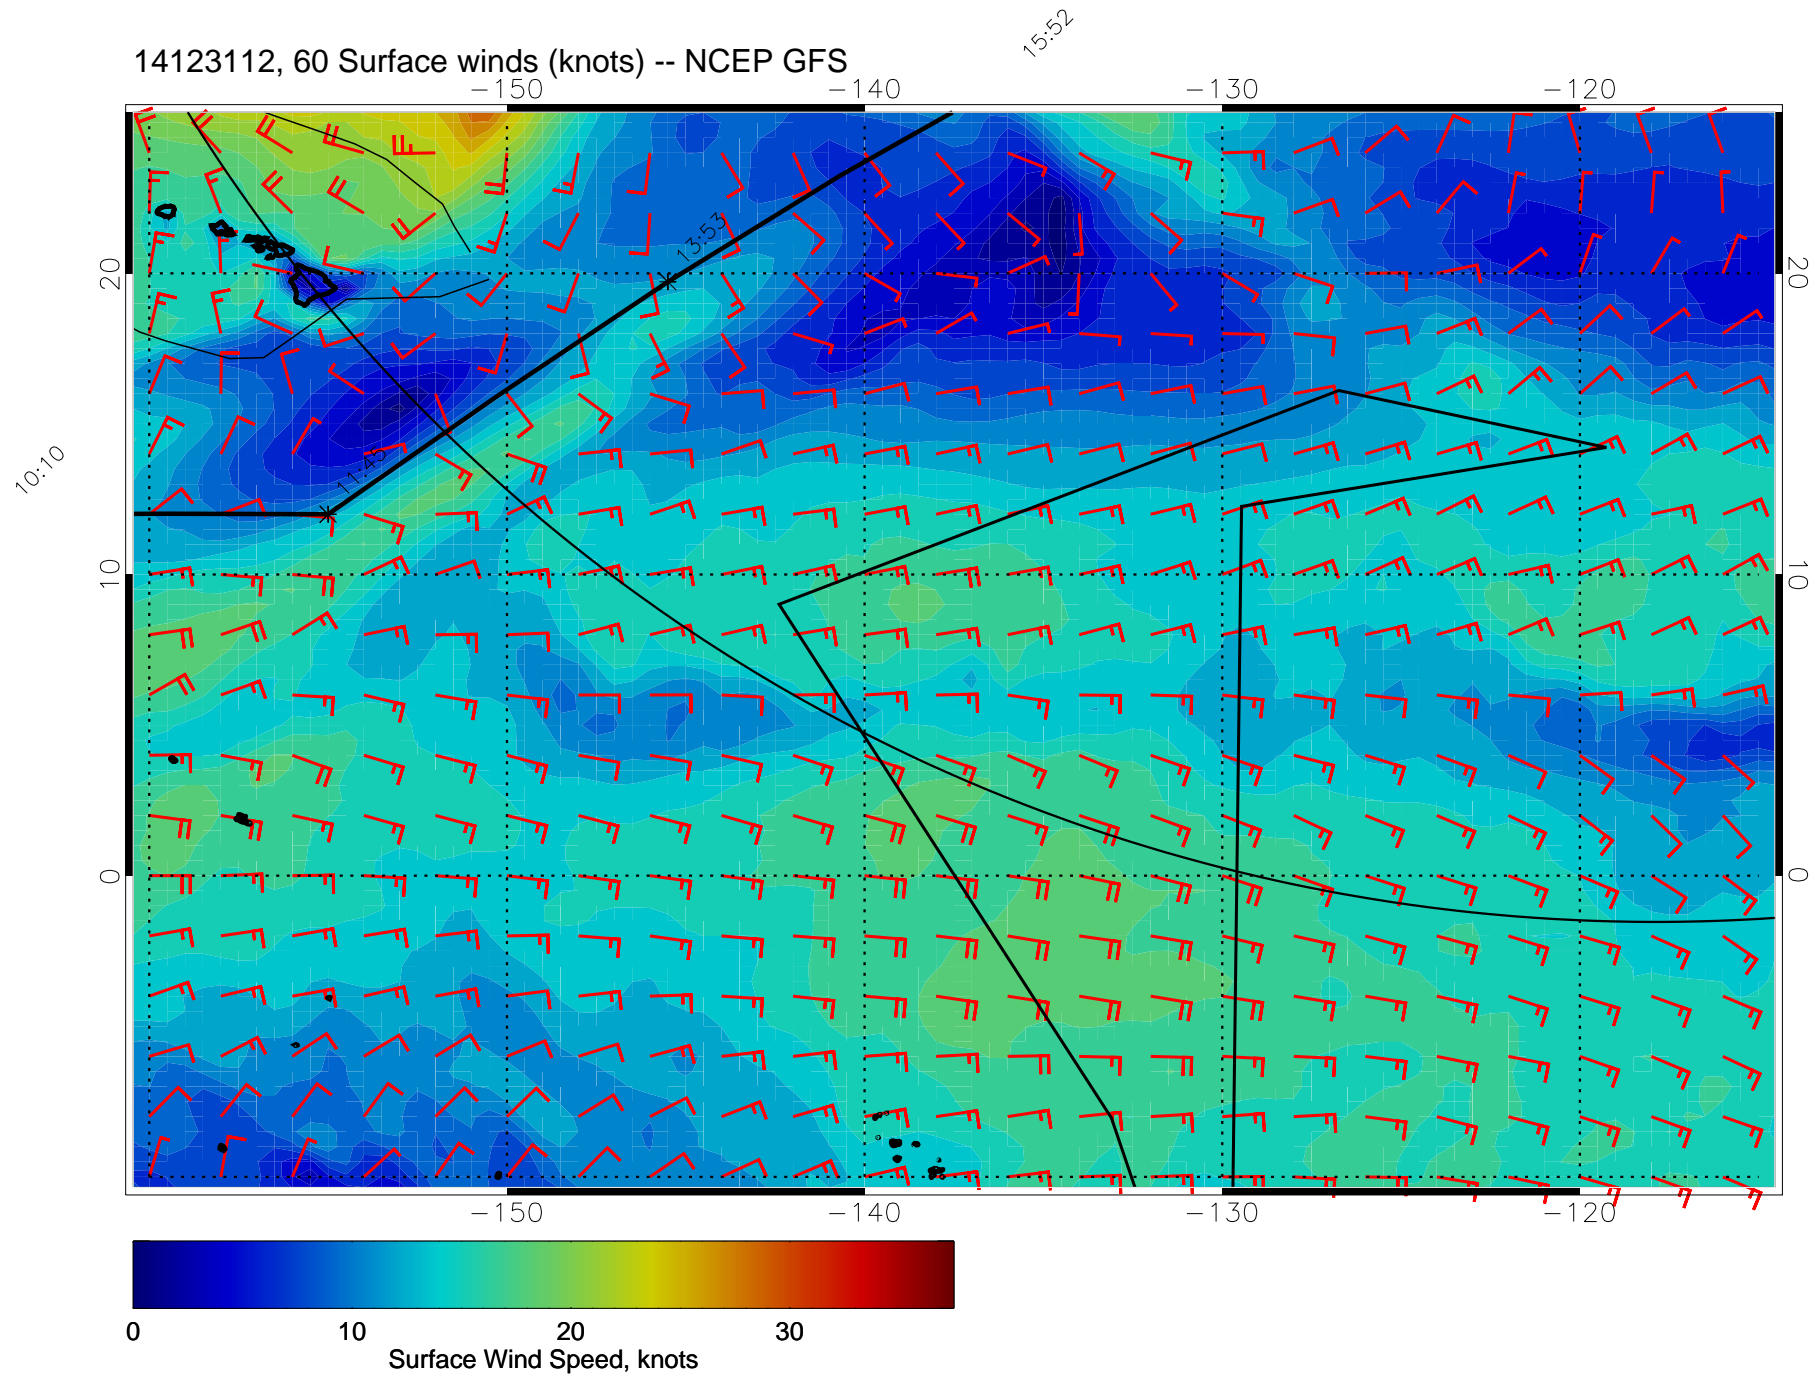 15:52
14123112, 60 Surface winds (knots) -- NCEP GFS
-150 -140 -130 -120
13:53
20 20
11:45
10:10
10 10
0 0
-150 -140 -130 -120
0 10 20 30
Surface Wind Speed, knots